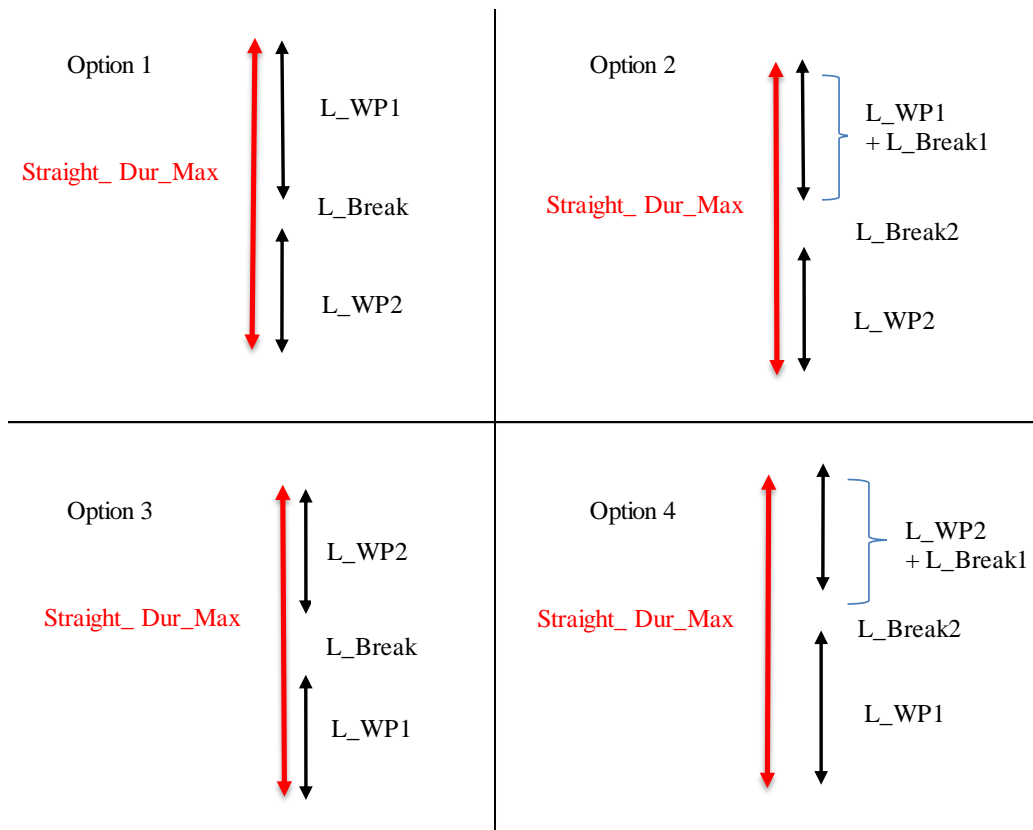 Option 1
L_WP1
Straight_ Dur_Max
L_Break
L_WP2
Option 2
L_WP1
+ L_Break1
Straight_ Dur_Max
L_Break2
L_WP2
Option 3
L_WP2
Straight_ Dur_Max
L_Break
L_WP1
Option 4
L_WP2
+ L_Break1
Straight_ Dur_Max
L_Break2
L_WP1